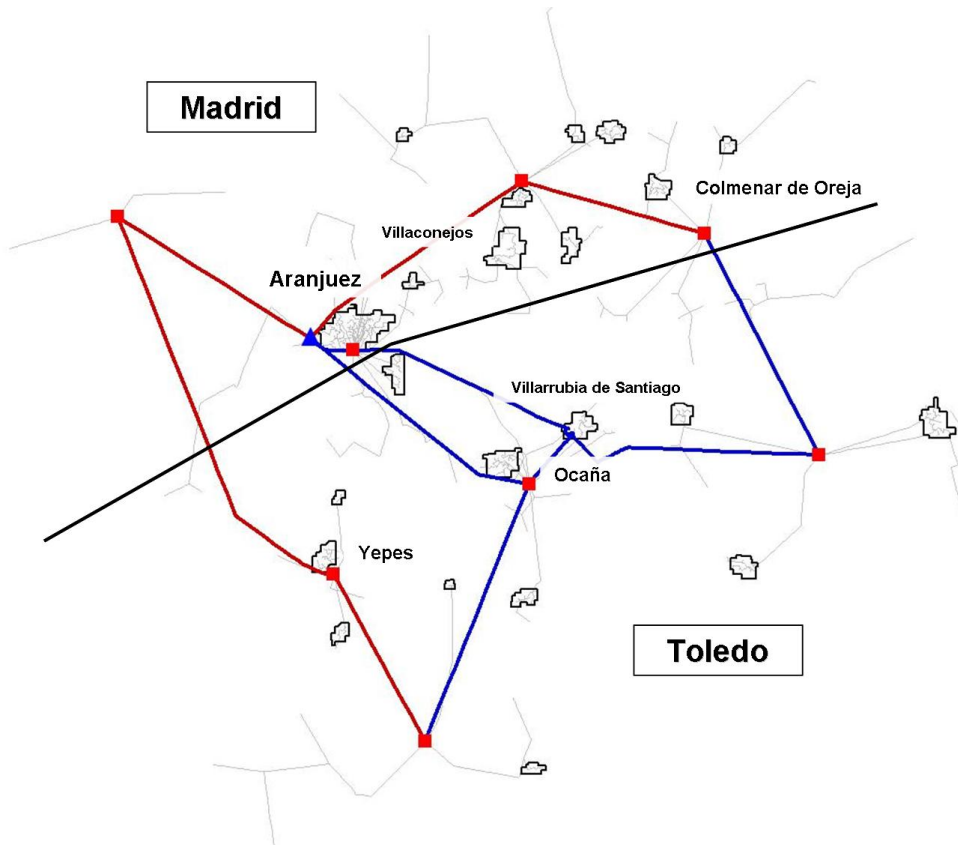 Madrid
Colmenar de Oreja
Villaconejos
Aranjuez
Villarrubia de Santiago
Ocaña
Yepes
Toledo